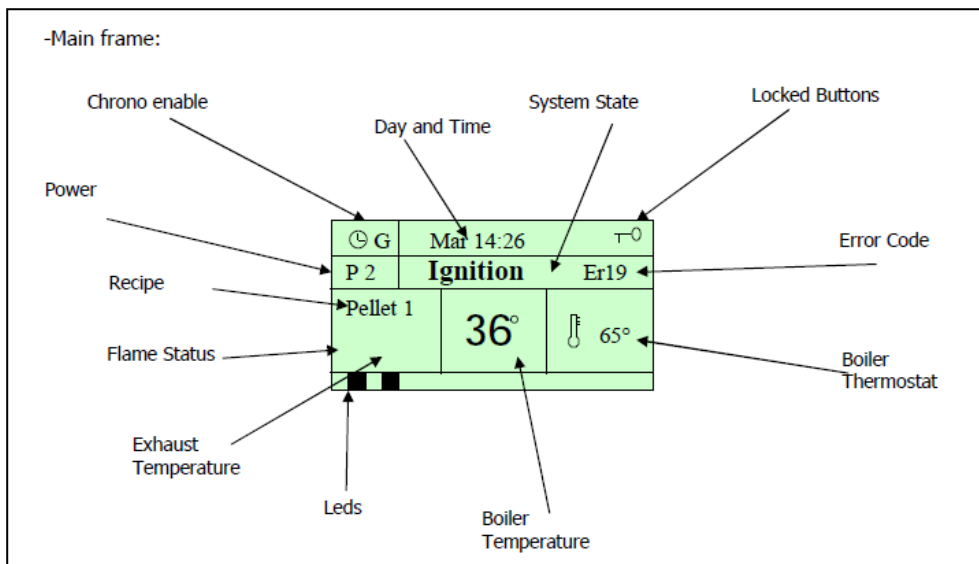 -Main frame:
Chrono enable
Day and Time
System State
Locked Buttons
Power
G
Mar 14:26
Error Code
P 2
Ignition
Er19
Recipe
Pellet 1
36°
65°
Flame Status
Boiler
Thermostat
Exhaust
Temperature
Leds
Boiler
Temperature